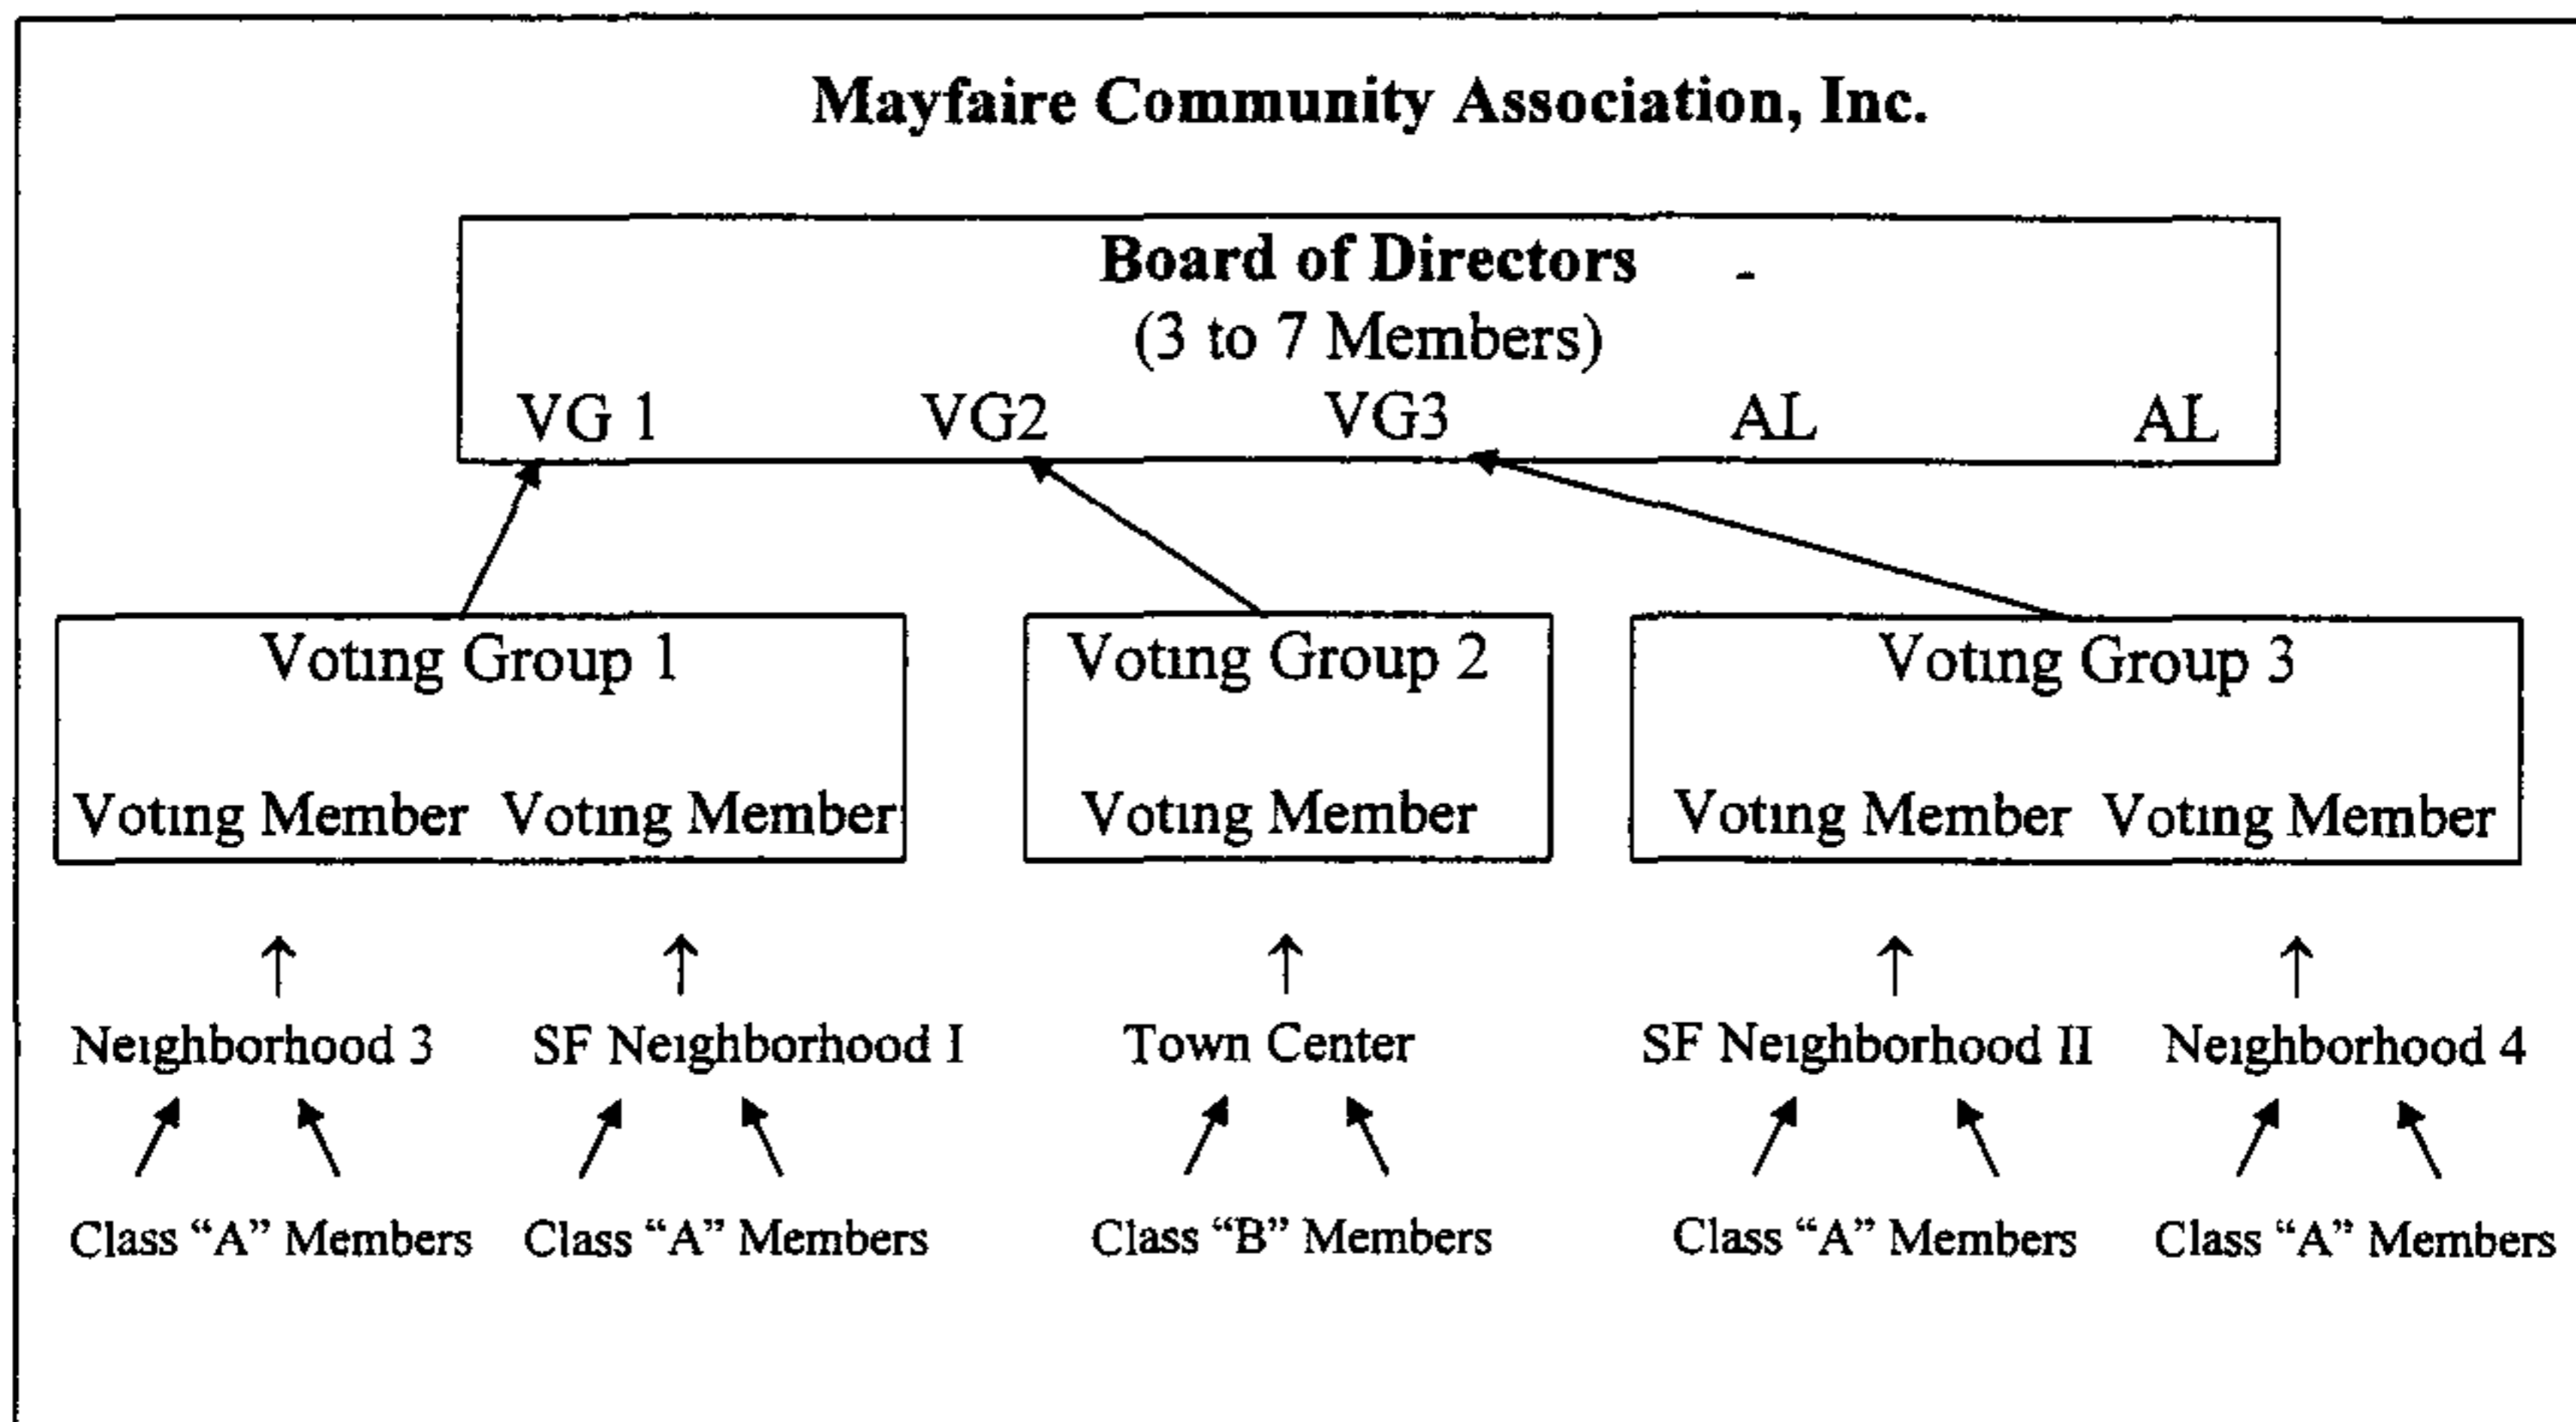 Mayfaire Community Association, Inc.
Board of Directors -
(3 to 7 Members)
VG 1 VG2 VG3 AL AL
Voting Group 1 Voting Group 2 Voting Group 3
Voting Member Voting Member Voting Member Voting Member Voting Member
Neighborhood 3 SF Neighborhood I Town Center SF Neighborhood II Neighborhood 4
Class “A” Members Class “A” Members Class “B” Members Class “A” Members Class “A” Members